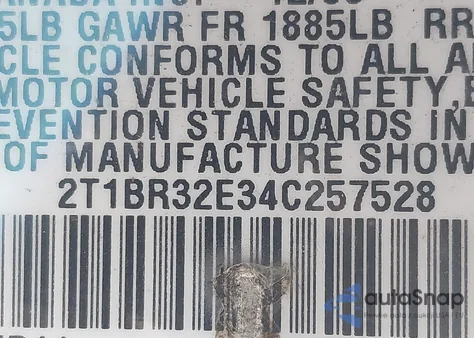 5LB GAWR FR 1885LB RR
CLE CONFORMS TO ALL A
MOTOR VEHICLE SAFETY,
EVENTION STANDARDS IN
OF MANUFACTURE SHOW
2T1BR32E34C257528
autoSnap